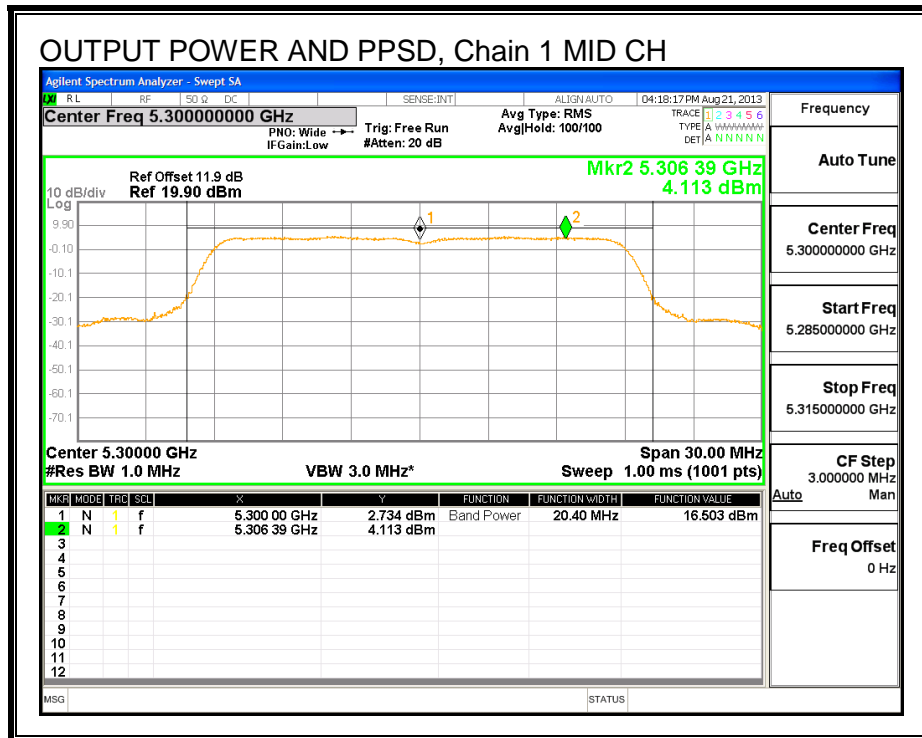 OUTPUT POWER AND PPSD, Chain 1 MID CH
Agilent Spectrum Analyzer - Swept SA
LXI RL RF 50 Ω DC SENSE:INT ALIGN AUTO 04:18:17 PM Aug 21, 2013
Center Freq 5.300000000 GHz
PNO: Wide
IFGain:Low
Trig: Free Run
#Atten: 20 dB
Avg Type: RMS
Avg|Hold: 100/100
TRACE 1 2 3 4 5 6
TYPE A WWWWW
DET A N N N N N
Ref Offset 11.9 dB
Ref 19.90 dBm
10 dB/div
Log
Mkr2 5.306 39 GHz
4.113 dBm
9.90
-0.10
-10.1
-20.1
-30.1
-40.1
-50.1
-60.1
-70.1
1
2
Center 5.30000 GHz Span 30.00 MHz
#Res BW 1.0 MHz VBW 3.0 MHz* Sweep 1.00 ms (1001 pts)
MKR MODE TRC SCL X Y FUNCTION FUNCTION WIDTH FUNCTION VALUE
1 N 1 f 5.300 00 GHz 2.734 dBm Band Power 20.40 MHz 16.503 dBm
2 N 1 f 5.306 39 GHz 4.113 dBm
3
4
5
6
7
8
9
10
11
12
MSG STATUS
Frequency
Auto Tune
Center Freq
5.300000000 GHz
Start Freq
5.285000000 GHz
Stop Freq
5.315000000 GHz
CF Step
3.000000 MHz
Auto Man
Freq Offset
0 Hz